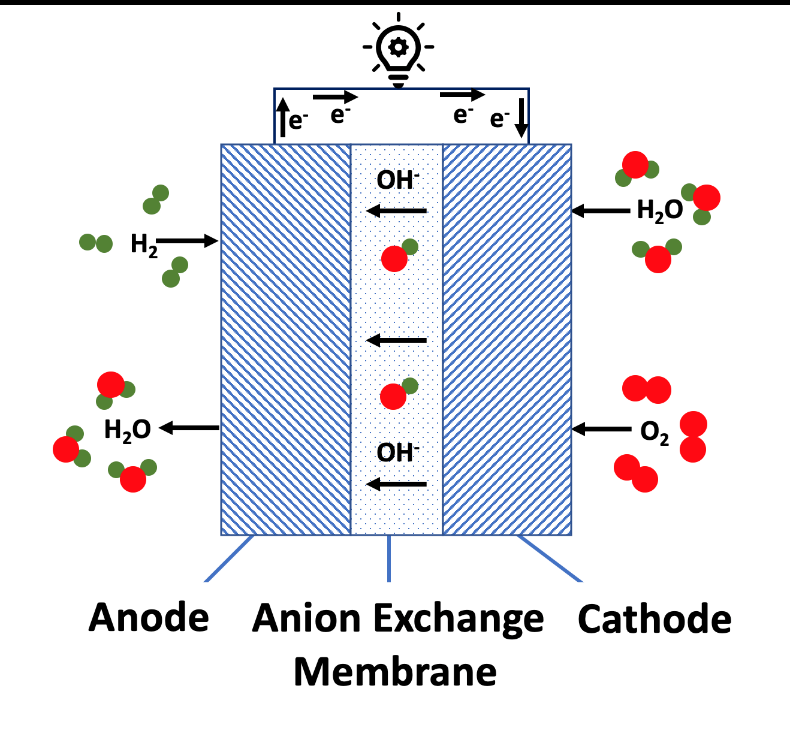 e⁻ e⁻ e⁻ e⁻
OH⁻
H₂O
H₂
H₂O
O₂
OH⁻
Anode Anion Exchange Cathode
Membrane